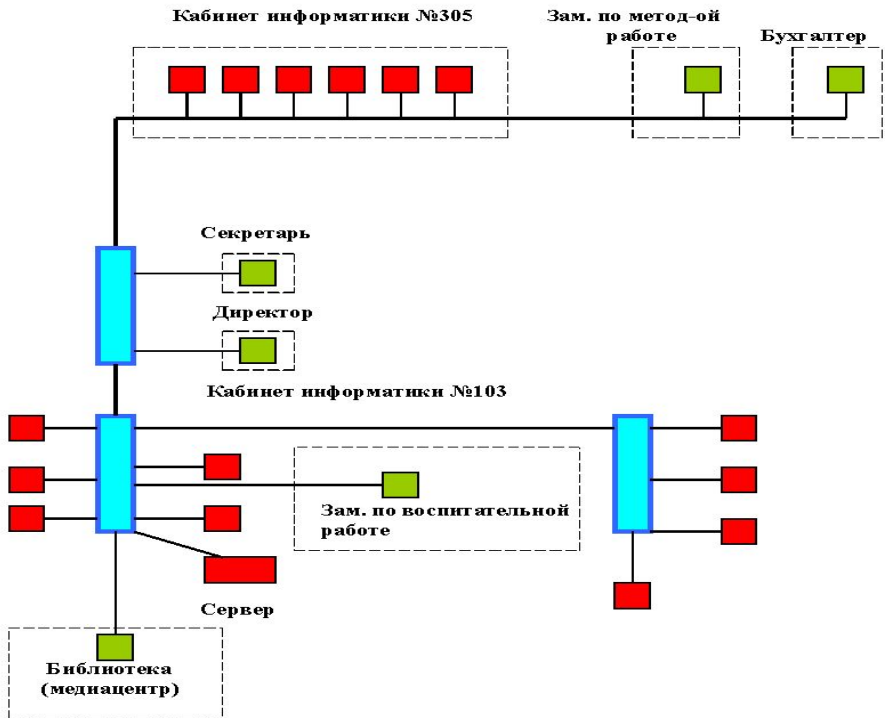 Кабинет информатики №305
Зам. по метод-ой
работе
Бухгалтер
Секретарь
Директор
Кабинет информатики №103
Зам. по воспитательной
работе
Сервер
Библиотека
(медиацентр)